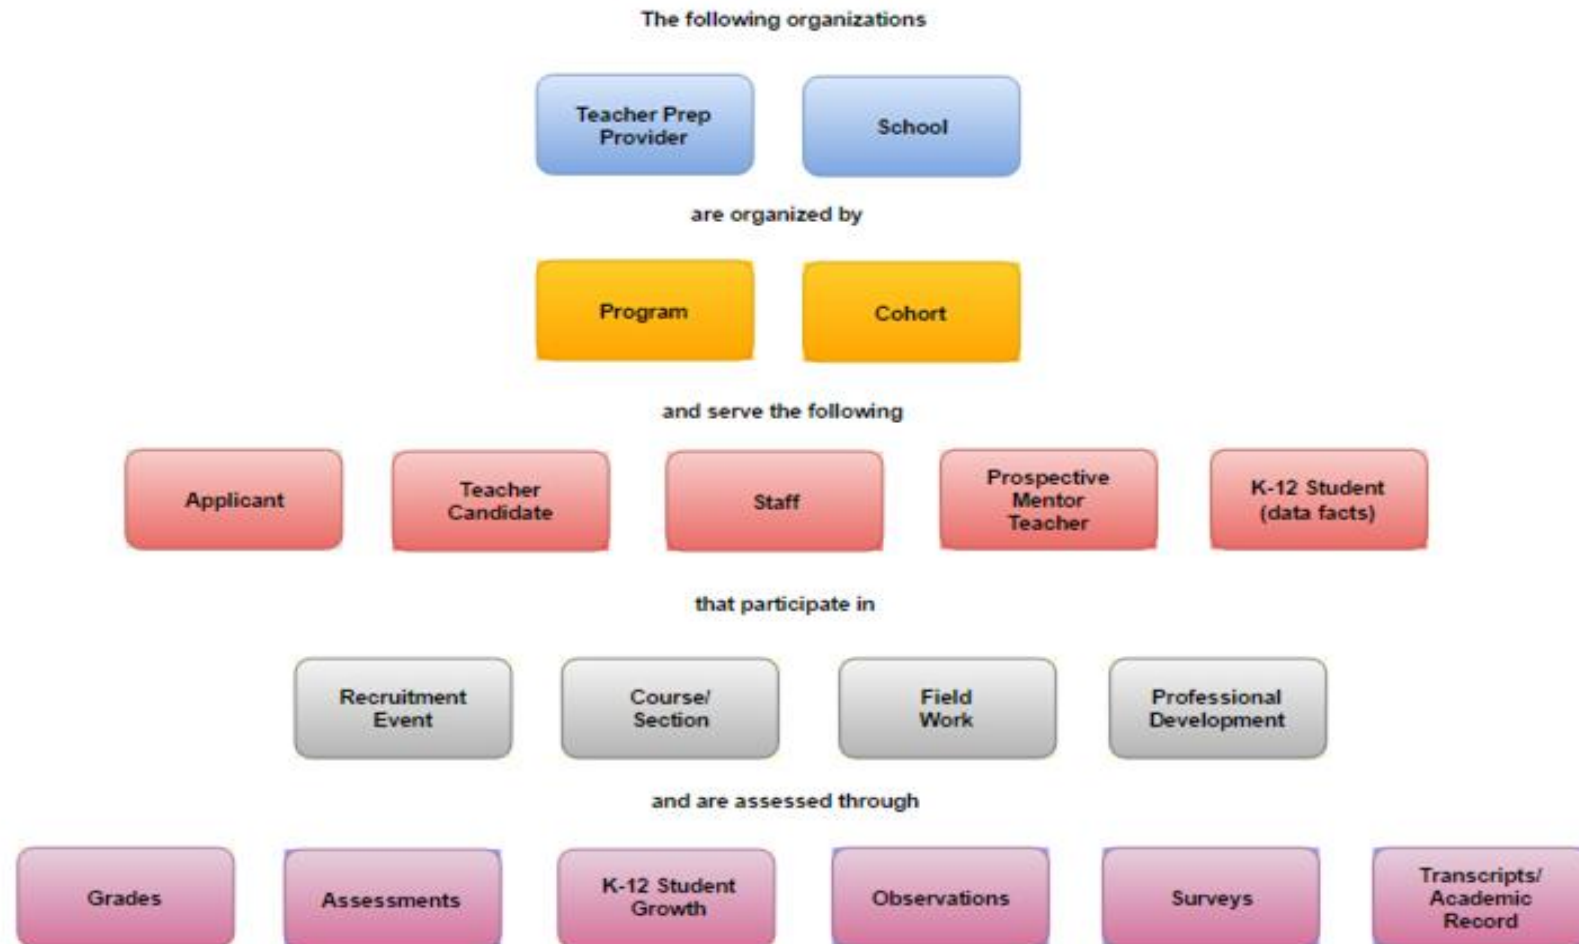 The following organizations
Teacher Prep
Provider
School
are organized by
Program
Cohort
and serve the following
Applicant
Teacher
Candidate
Staff
Prospective
Mentor
Teacher
K-12 Student
(data facts)
that participate in
Recruitment
Event
Course/
Section
Field
Work
Professional
Development
and are assessed through
Grades
Assessments
K-12 Student
Growth
Observations
Surveys
Transcripts/
Academic
Record